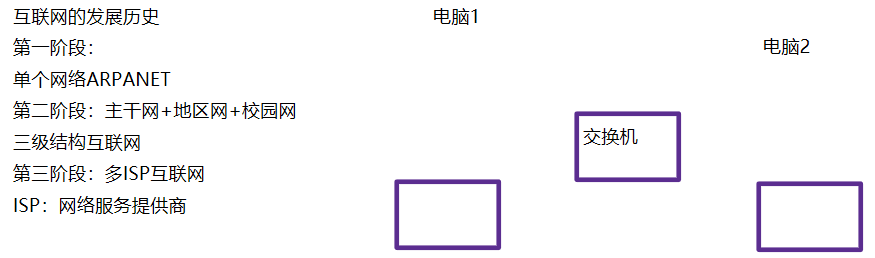 互联网的发展历史
第一阶段：
单个网络ARPANET
第二阶段：主干网+地区网+校园网
三级结构互联网
第三阶段：多ISP互联网
ISP：网络服务提供商
电脑1
电脑2
交换机